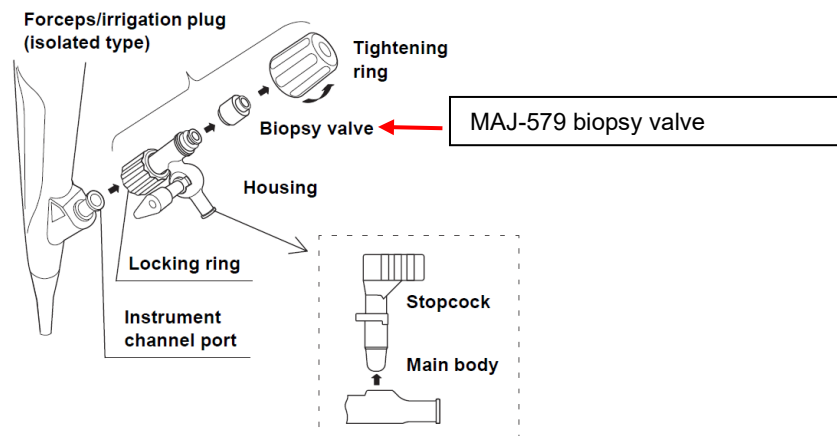 Forceps/irrigation plug
(isolated type)
Tightening
ring
Biopsy valve
MAJ-579 biopsy valve
Housing
Locking ring
Stopcock
Instrument
channel port
Main body